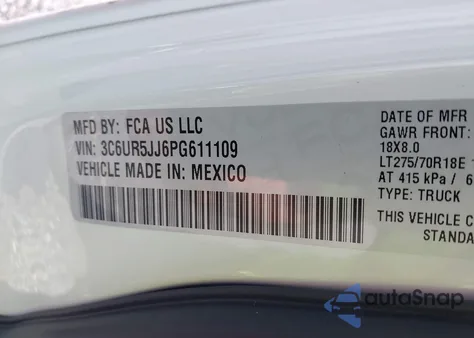 MFD BY: FCA US LLC
VIN: 3C6UR5JJ6PG611109
VEHICLE MADE IN: MEXICO
DATE OF MFR
GAWR FRONT:
18X8.0
LT275/70R18E
AT 415 kPa / 6
TYPE: TRUCK
THIS VEHICLE
STANDA
autoSnap